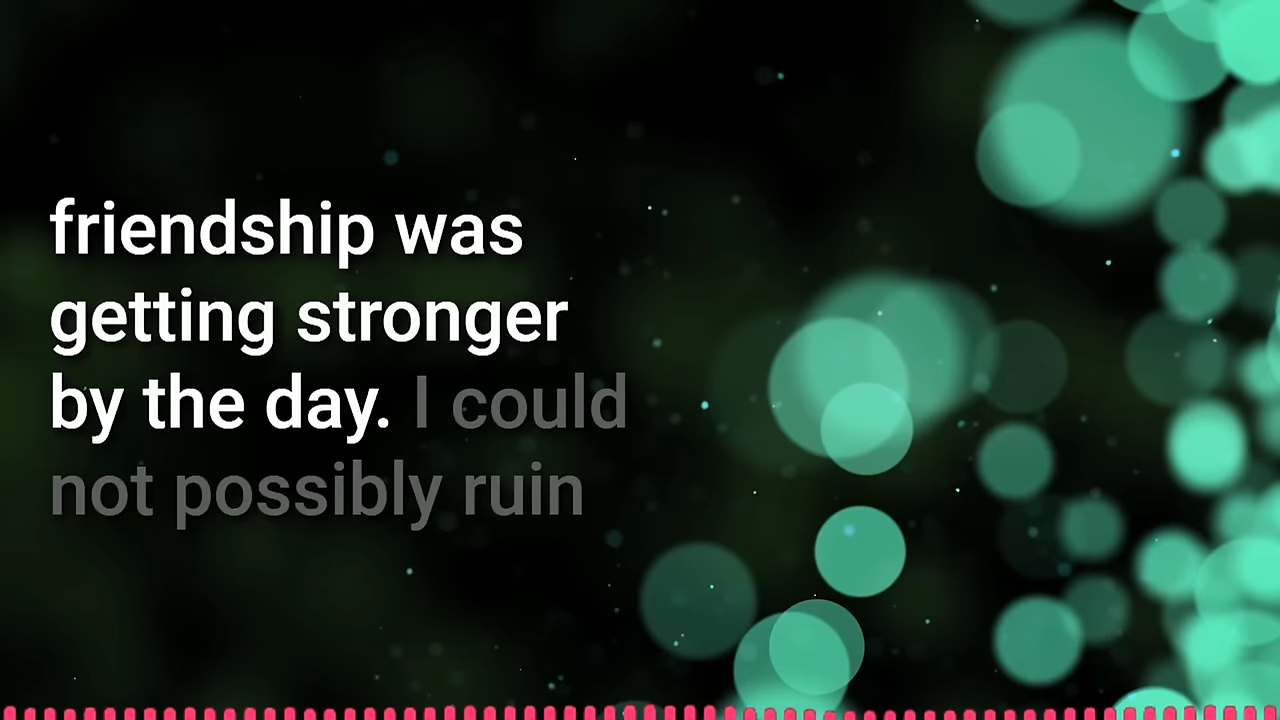 friendship was
getting stronger
by the day. I could
not possibly ruin